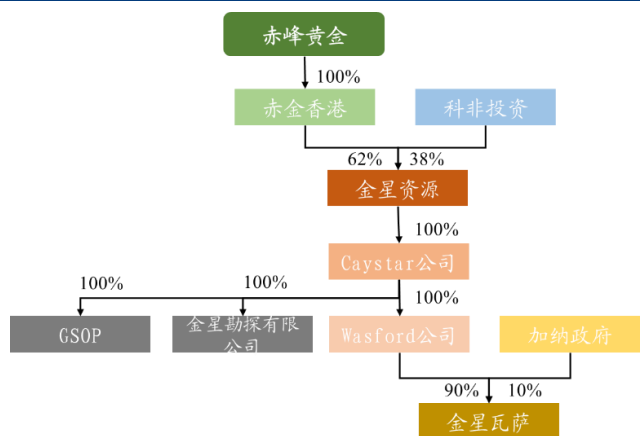 赤峰黄金
100%
赤金香港
科非投资
62%
38%
金星资源
100%
Caystar公司
100%
100%
100%
GSOP
金星勘探有限
公司
Wasford公司
加纳政府
90%
10%
金星瓦萨